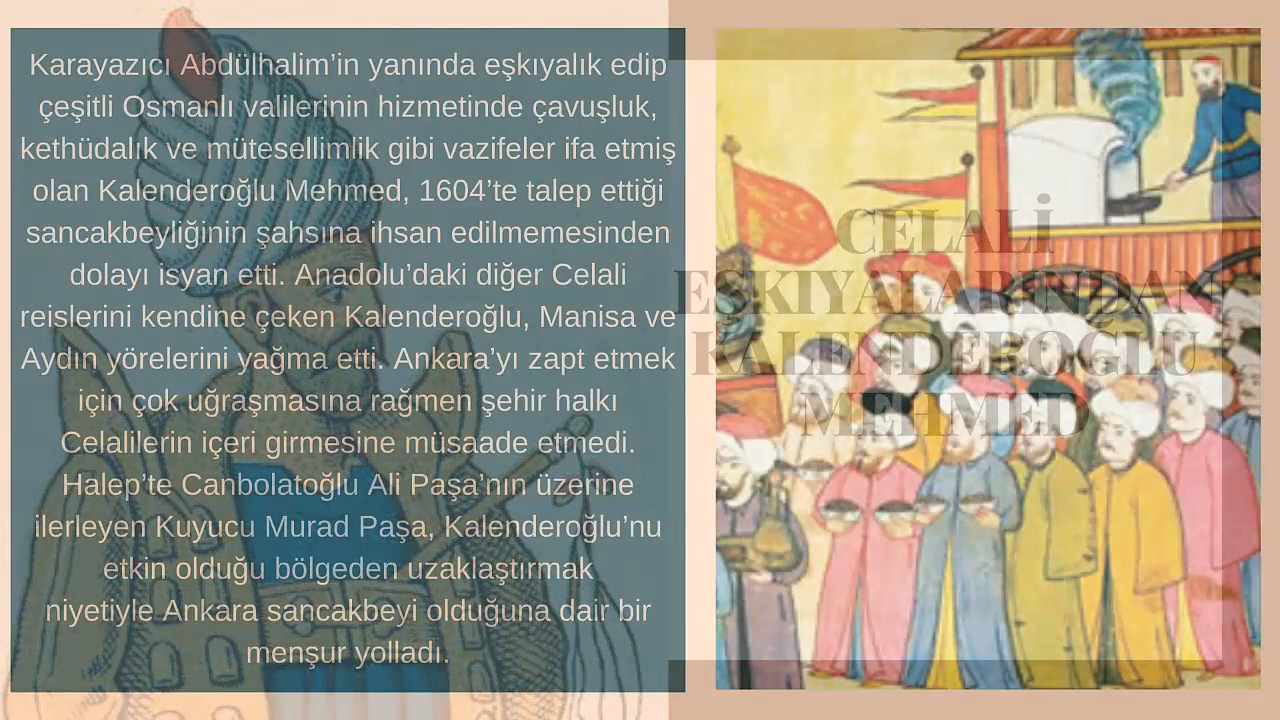 Karayazıcı Abdülhalim’in yanında eşkıyalık edip
çeşitli Osmanlı valilerinin hizmetinde çavuşluk,
kethüdalık ve mütesellimlik gibi vazifeler ifa etmiş
olan Kalenderoğlu Mehmed, 1604’te talep ettiği
sancakbeyliğinin şahsına ihsan edilmemesinden
dolayı isyan etti. Anadolu’daki diğer Celali
reislerini kendine çeken Kalenderoğlu, Manisa ve
Aydın yörelerini yağma etti. Ankara’yı zapt etmek
için çok uğraşmasına rağmen şehir halkı
Celalilerin içeri girmesine müsaade etmedi.
Halep’te Canbolatoğlu Ali Paşa’nın üzerine
ilerleyen Kuyucu Murad Paşa, Kalenderoğlu’nu
etkin olduğu bölgeden uzaklaştırmak
niyetiyle Ankara sancakbeyi olduğuna dair bir
menşur yolladı.
CELALİ
EŞKIYALARINDAN
KALENDEROĞLU
MEHMED